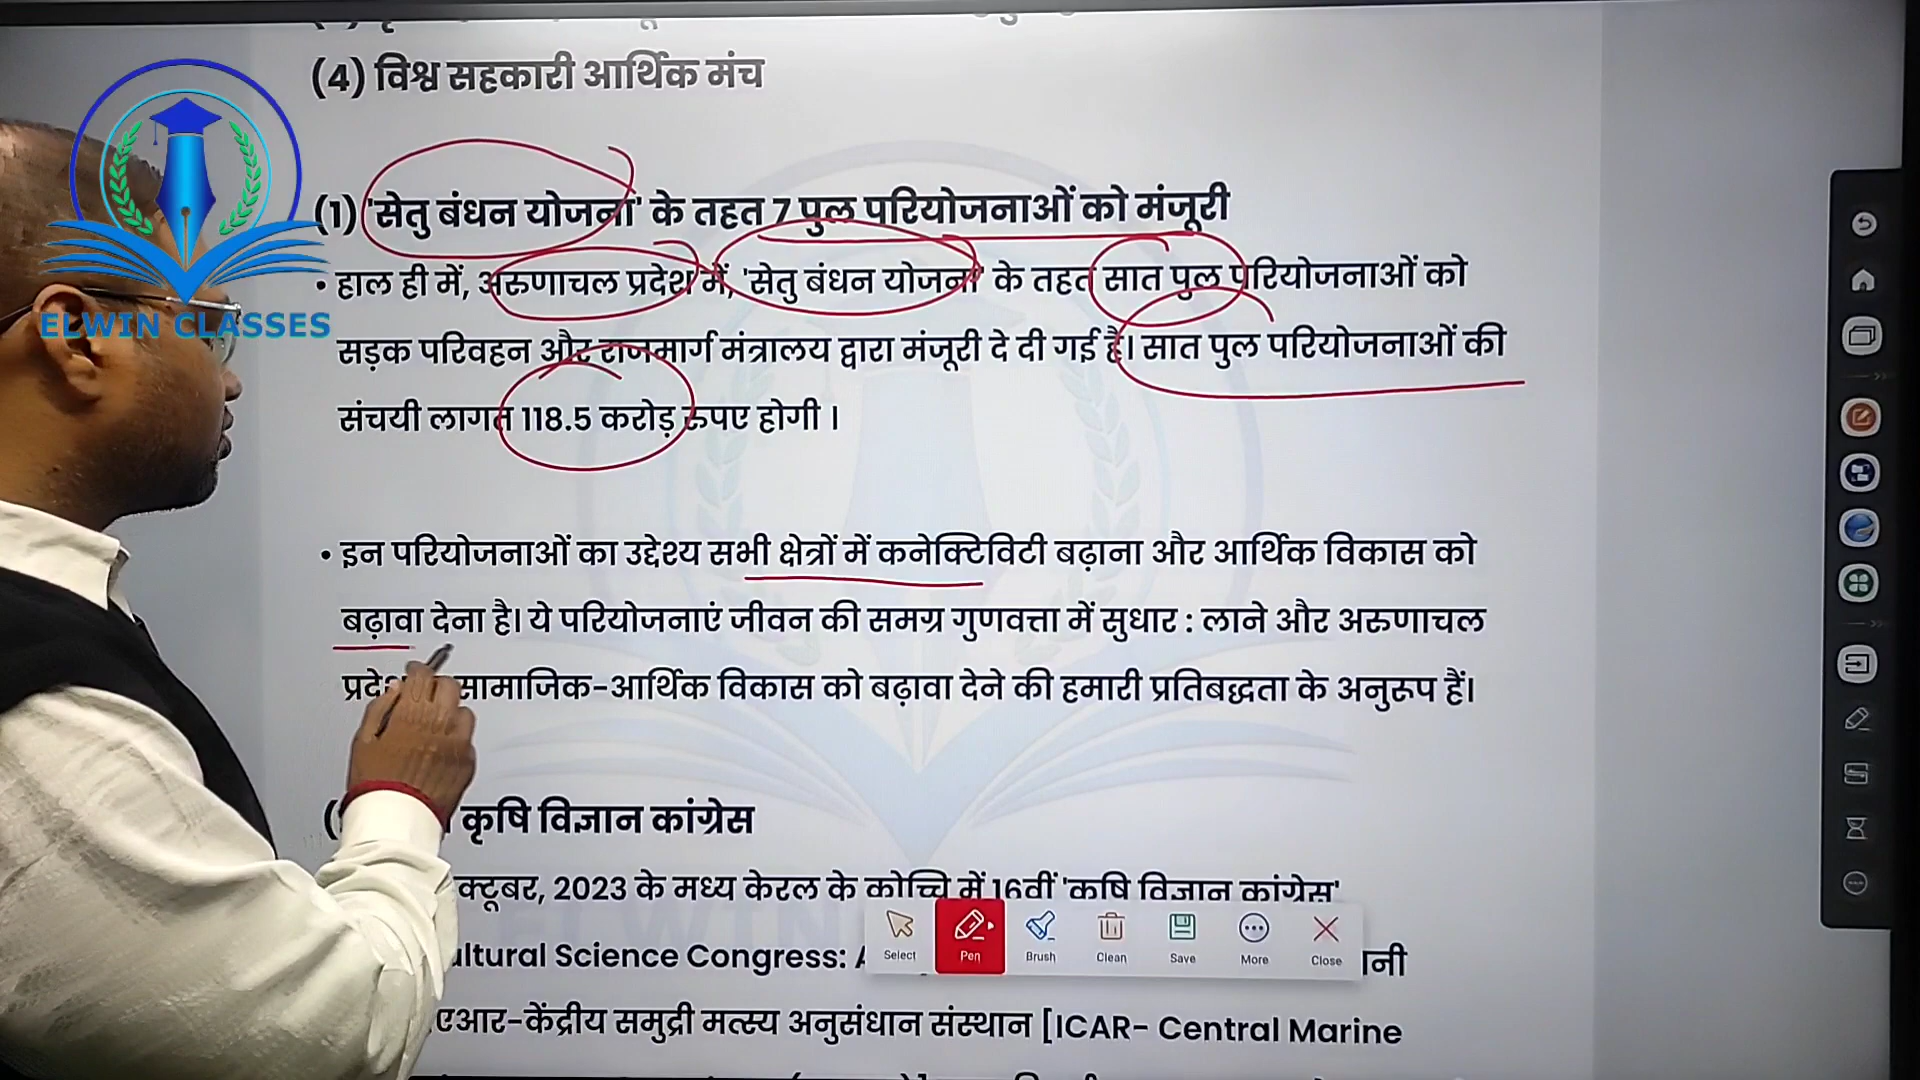 (4) विश्व सहकारी आर्थिक मंच
(1) 'सेतु बंधन योजना' के तहत 7 पुल परियोजनाओं को मंजूरी
• हाल ही में, अरुणाचल प्रदेश में, 'सेतु बंधन योजना' के तहत सात पुल परियोजनाओं को
ELWIN CLASSES
सड़क परिवहन और राजमार्ग मंत्रालय द्वारा मंजूरी दे दी गई है। सात पुल परियोजनाओं की
संचयी लागत 118.5 करोड़ रुपए होगी ।
• इन परियोजनाओं का उद्देश्य सभी क्षेत्रों में कनेक्टिविटी बढ़ाना और आर्थिक विकास को
बढ़ावा देना है। ये परियोजनाएं जीवन की समग्र गुणवत्ता में सुधार : लाने और अरुणाचल
सामाजिक-आर्थिक विकास को बढ़ावा देने की हमारी प्रतिबद्धता के अनुरूप हैं।
कृषि विज्ञान कांग्रेस
2023 के मध्य केरल के कोच्चि में 16वीं 'कृषि विज्ञान कांग्रेस'
Science Congress:
केंद्रीय समुद्री मत्स्य अनुसंधान संस्थान [ICAR- Central Marine
Select
Pen
Brush
Clean
Save
More
Close